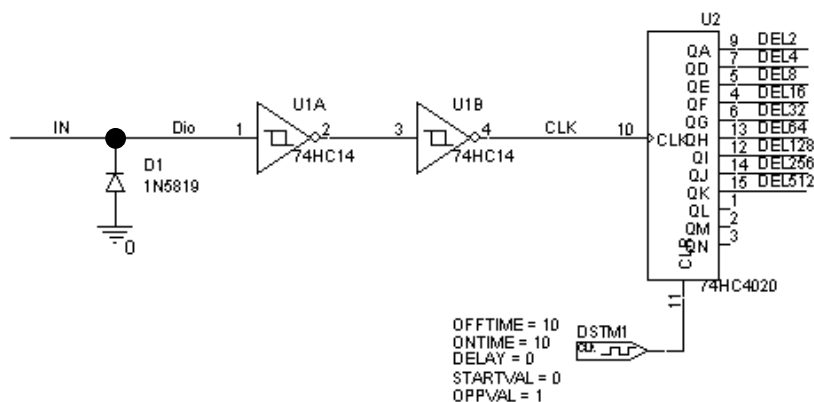 U2
QA 9 DEL2
QD 7 DEL4
QE 5 DEL8
QF 4 DEL16
QG 6 DEL32
QH 13 DEL64
QI 12 DEL128
QJ 14 DEL256
QK 15 DEL512
QL 1
QM 2
QN 3
CLK
CLR
11
74HC4020
IN
Dio
1
U1A
2
74HC14
3
U1B
4
74HC14
CLK
10
D1
1N5819
0
OFFTIME = 10
ONTIME = 10
DELAY = 0
STARTVAL = 0
OPPVAL = 1
DSTM1
CLK